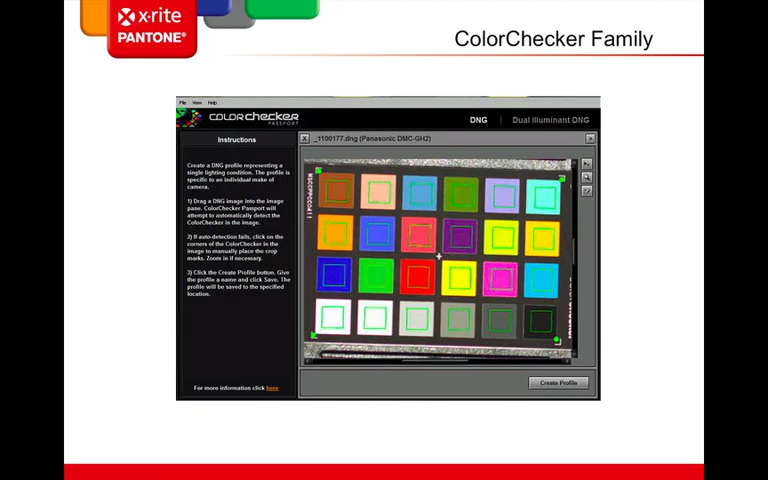 x·rite
PANTONE®
ColorChecker Family
File View Help
COLORCHECKER
PASSPORT
DNG | Dual Illuminant DNG
Instructions
X _1100177.dng (Panasonic DMC-GH2)
Create a DNG profile representing a
single lighting condition. The profile is
specific to an individual make of
camera.
1) Drag a DNG image into the image
pane. ColorChecker Passport will
attempt to automatically detect the
ColorChecker in the image.
2) If auto-detection fails, click on the
corners of the ColorChecker in the
image to manually place the crop
marks. Zoom in if necessary.
3) Click the Create Profile button. Give
the profile a name and click Save. The
profile will be saved to the specified
location.
For more information click here
Create Profile